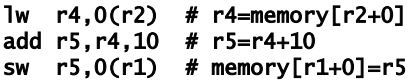 lw  r4,0(r2)  # r4=memory[r2+0]
add r5,r4,10  # r5=r4+10
sw  r5,0(r1)  # memory[r1+0]=r5